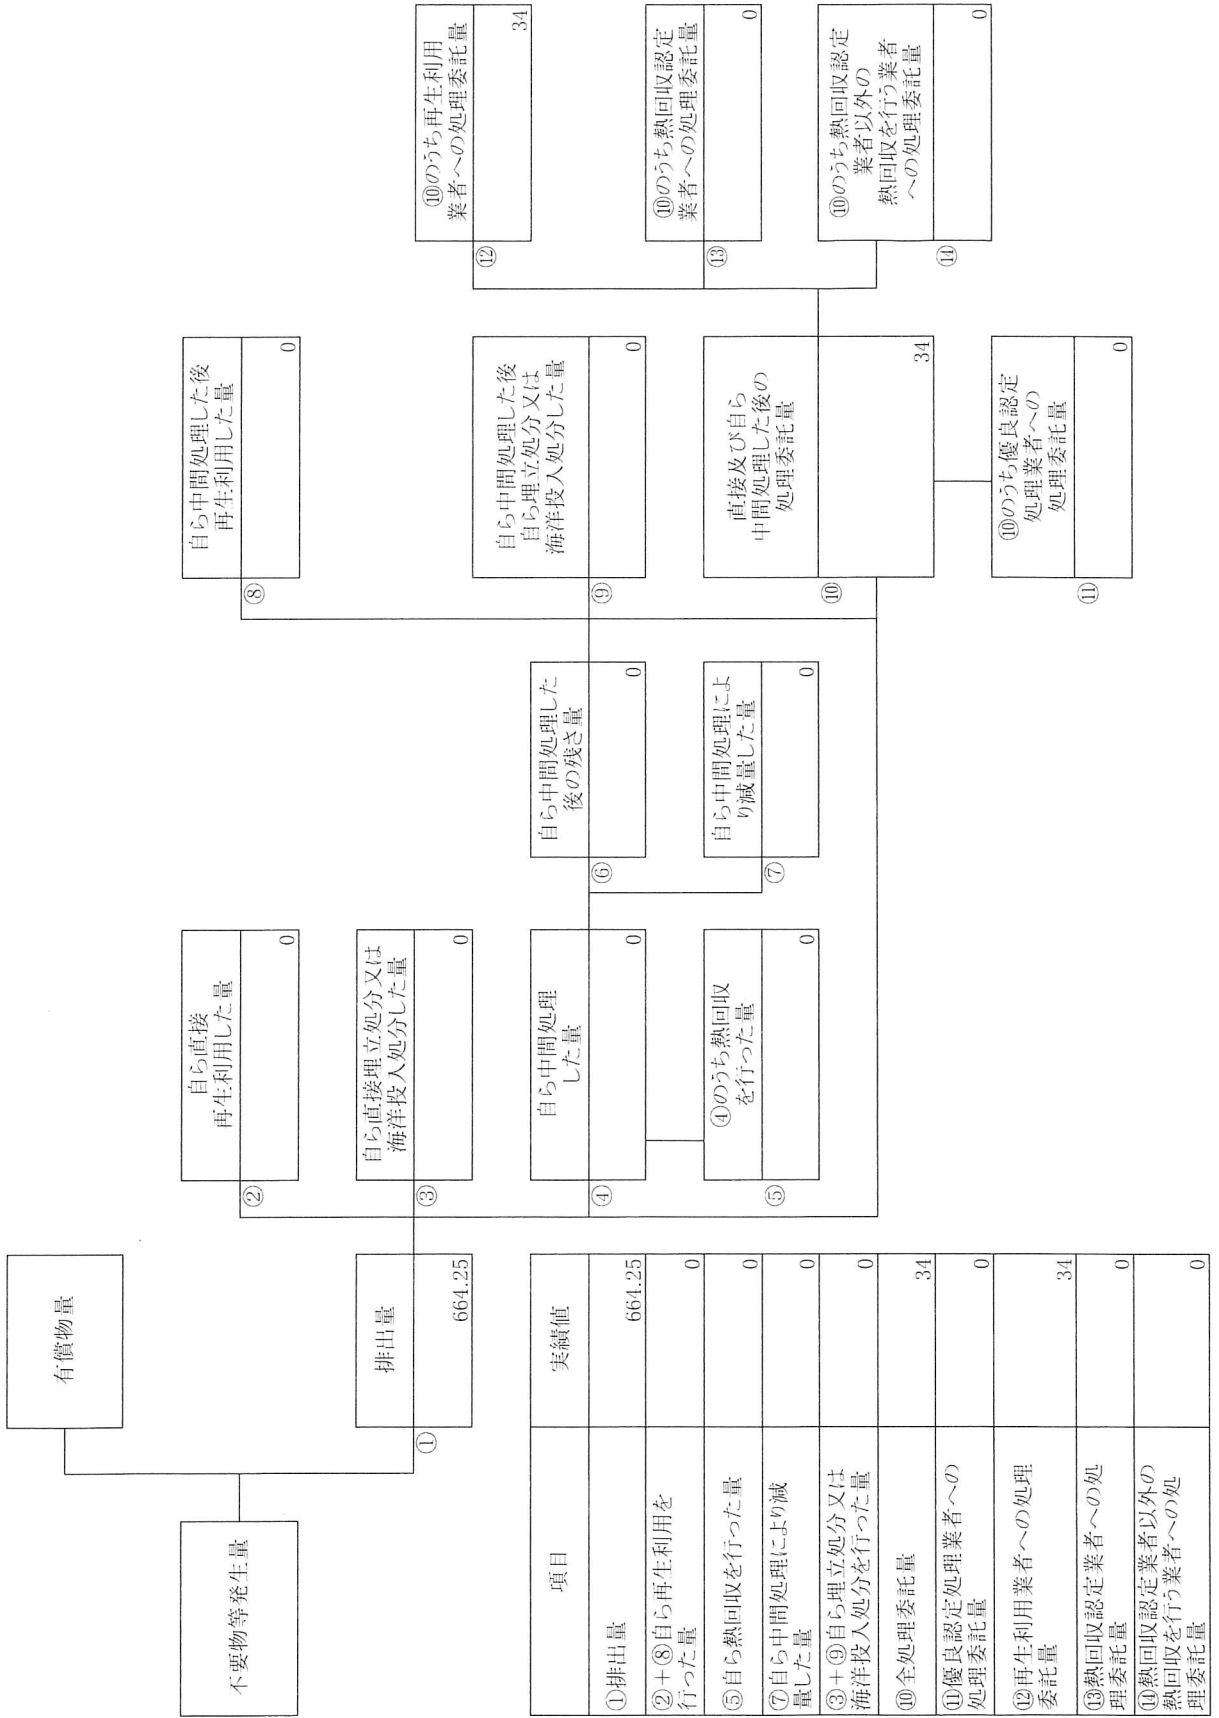 不要物等発生量
有償物量
①
排出量
664.25
②
自ら直接
再生利用した量
0
③
自ら直接埋立処分又は
海洋投入処分した量
0
④
自ら中間処理
した量
0
⑤
④のうち熱回収
を行った量
0
⑥
自ら中間処理した
後の残さ量
0
⑦
自ら中間処理によ
り減量した量
0
⑧
自ら中間処理した後
再生利用した量
0
⑨
自ら中間処理した後
自ら埋立処分又は
海洋投入処分した量
0
⑩
直接及び自ら
中間処理した後の
処理委託量
34
⑪
⑩のうち優良認定
処理業者への
処理委託量
0
⑫
⑩のうち再生利用
業者への処理委託量
34
⑬
⑩のうち熱回収認定
業者への処理委託量
0
⑭
⑩のうち熱回収認定
業者以外の
熱回収を行う業者
への処理委託量
0
項目 実績値
①排出量 664.25
②+⑧自ら再生利用を
行った量 0
⑤自ら熱回収を行った量 0
⑦自ら中間処理により減
量した量 0
③+⑨自ら埋立処分又は
海洋投入処分を行った量 0
⑩全処理委託量 34
⑪優良認定処理業者への
処理委託量 0
⑫再生利用業者への処理
委託量 34
⑬熱回収認定業者への処
理委託量 0
⑭熱回収認定業者以外の
熱回収を行う業者への処
理委託量 0